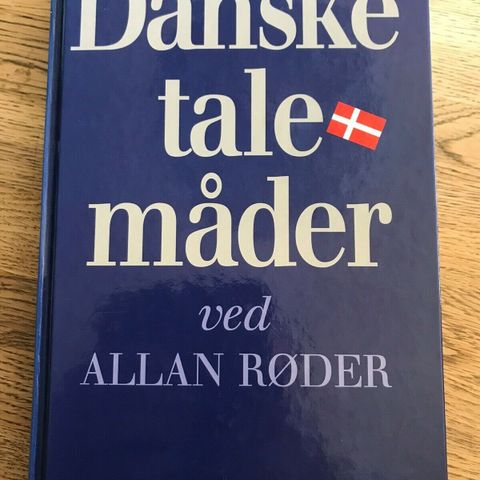 Danske
tale
måder
ved
ALLAN RØDER